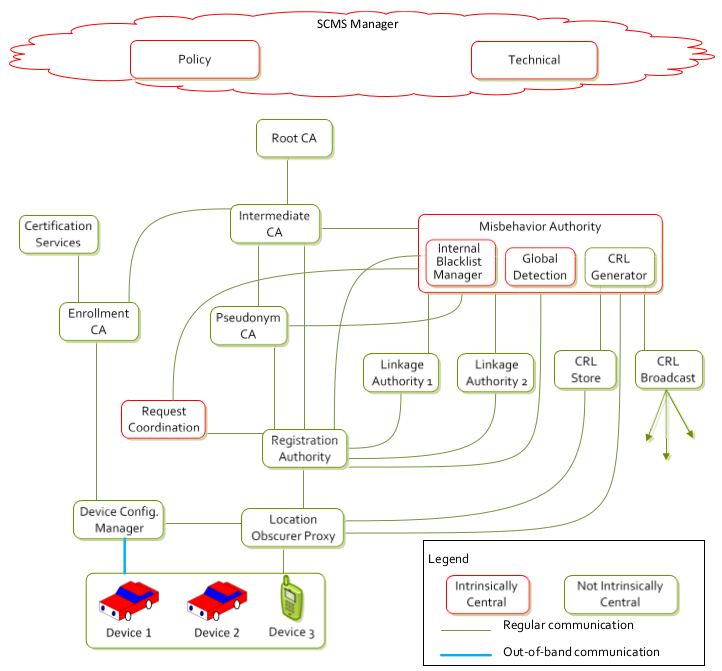 SCMS Manager
Policy
Technical
Root CA
Intermediate
CA
Certification
Services
Misbehavior Authority
Internal
Blacklist
Manager
Global
Detection
CRL
Generator
Enrollment
CA
Pseudonym
CA
Linkage
Authority 1
Linkage
Authority 2
CRL
Store
CRL
Broadcast
Request
Coordination
Registration
Authority
Device Config.
Manager
Location
Obscurer Proxy
Device 1
Device 2
Device 3
Legend
Intrinsically
Central
Not Intrinsically
Central
Regular communication
Out-of-band communication